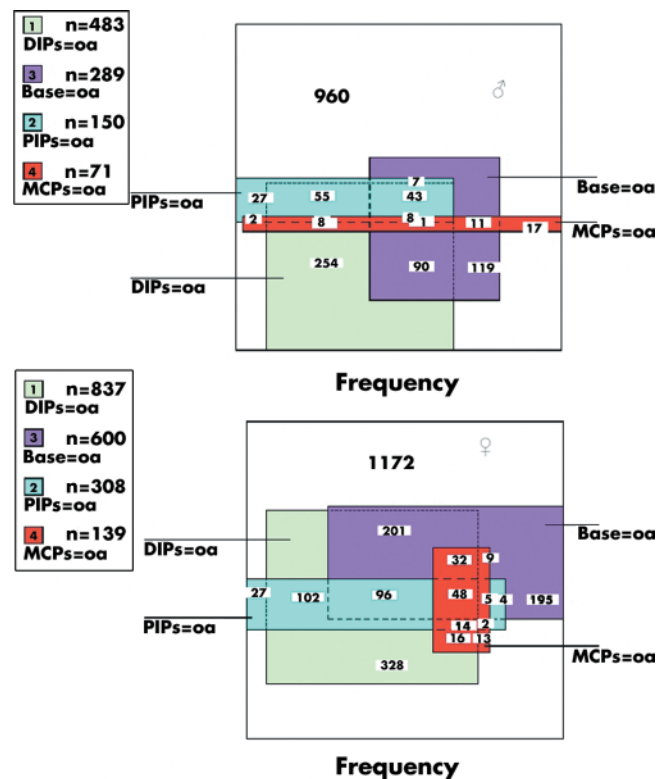 1 n=483
DIPs=oa
3 n=289
Base=oa
2 n=150
PIPs=oa
4 n=71
MCPs=oa
960 ♂
7
27 55 43
Base=oa
PIPs=oa
2 8 8 1 11 17
MCPs=oa
254 90 119
DIPs=oa
Frequency
1 n=837
DIPs=oa
3 n=600
Base=oa
2 n=308
PIPs=oa
4 n=139
MCPs=oa
1172 ♀
201
Base=oa
DIPs=oa
32 9
27 102 96 48 5 4 195
PIPs=oa
14 2
16 13
MCPs=oa
328
Frequency